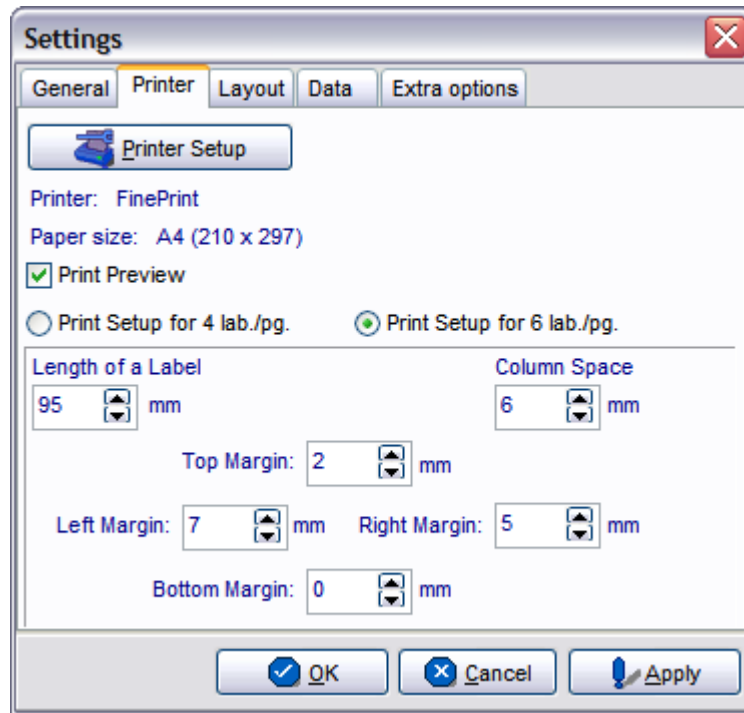 Settings
General Printer Layout Data Extra options
Printer Setup
Printer: FinePrint
Paper size: A4 (210 x 297)
Print Preview
Print Setup for 4 lab./pg. Print Setup for 6 lab./pg.
Length of a Label Column Space
95 mm 6 mm
Top Margin: 2 mm
Left Margin: 7 mm Right Margin: 5 mm
Bottom Margin: 0 mm
OK Cancel Apply